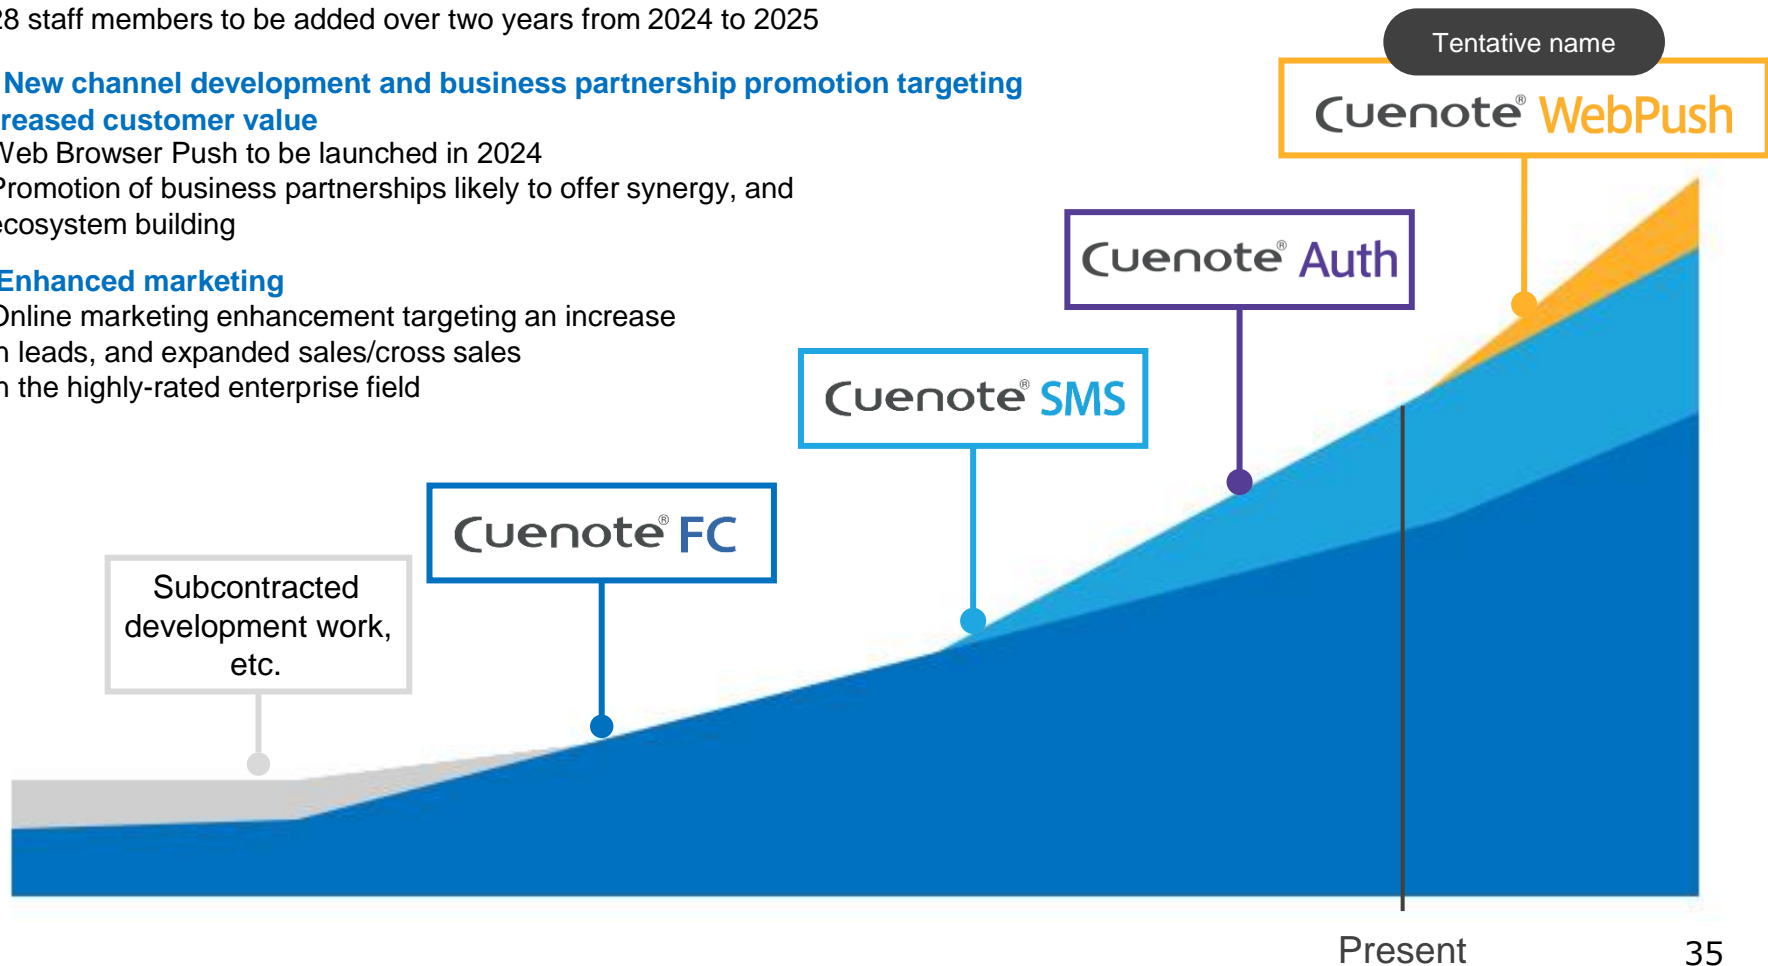 28 staff members to be added over two years from 2024 to 2025
New channel development and business partnership promotion targeting
reased customer value
Web Browser Push to be launched in 2024
Promotion of business partnerships likely to offer synergy, and
ecosystem building
Enhanced marketing
Online marketing enhancement targeting an increase
n leads, and expanded sales/cross sales
n the highly-rated enterprise field
Tentative name
Cuenote® WebPush
Cuenote® Auth
Cuenote® SMS
Cuenote® FC
Subcontracted
development work,
etc.
Present
35